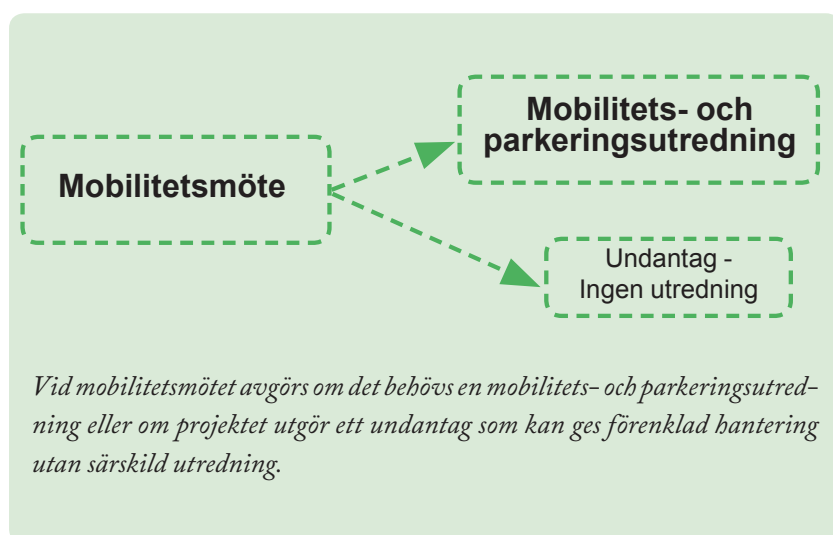 Mobilitetsmöte
Mobilitets- och
parkeringsutredning
Undantag -
Ingen utredning
Vid mobilitetsmötet avgörs om det behövs en mobilitets- och parkeringsutred-
ning eller om projektet utgör ett undantag som kan ges förenklad hantering
utan särskild utredning.